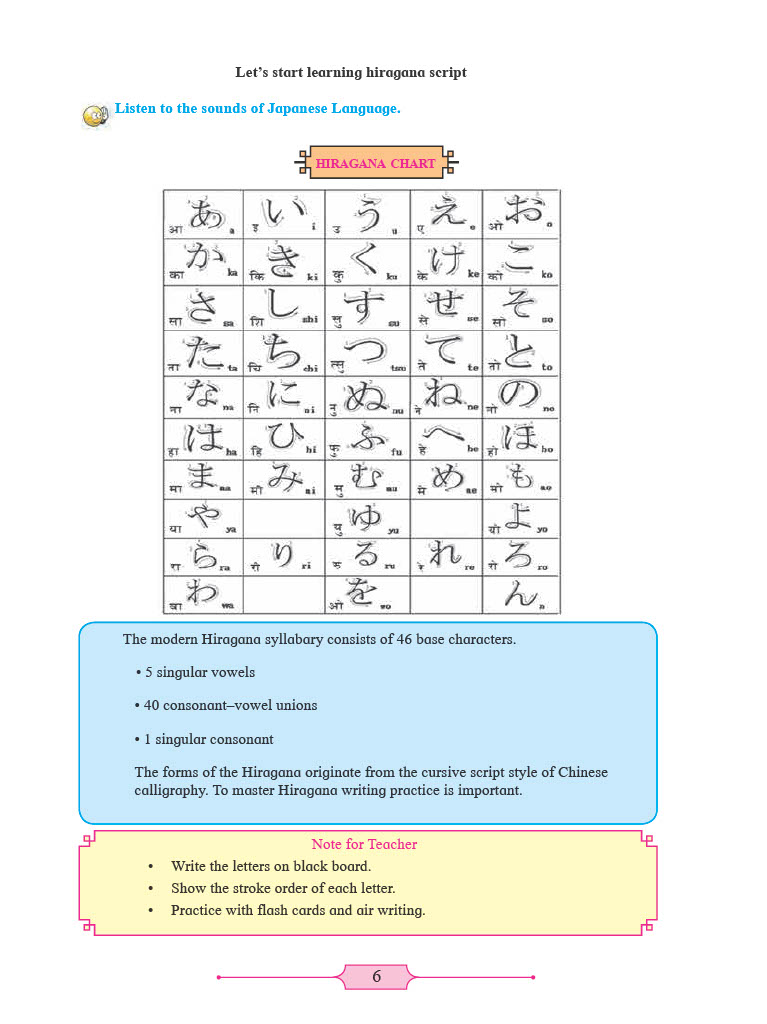 Let's start learning hiragana script
Listen to the sounds of Japanese Language.
HIRAGANA CHART
आ あ a इ い i उ う u ए え e ओ お o
का か ka कि き ki कु く ku के け ke को こ ko
सा さ sa शि し shi सु す su से せ se सो そ so
ता た ta चि ち chi त्सु つ tsu ते て te तो と to
ना な na नि に ni नु ぬ nu ने ね ne नो の no
हा は ha हि ひ hi फु ふ fu हे へ he हो ほ ho
मा ま ma मी み mi मु む mu मे め me मो も mo
या や ya यु ゆ yu यो よ yo
रा ら ra री り ri रु る ru रे れ re रो ろ ro
वा わ wa ओ を wo ん n
The modern Hiragana syllabary consists of 46 base characters.
• 5 singular vowels
• 40 consonant–vowel unions
• 1 singular consonant
The forms of the Hiragana originate from the cursive script style of Chinese
calligraphy. To master Hiragana writing practice is important.
Note for Teacher
• Write the letters on black board.
• Show the stroke order of each letter.
• Practice with flash cards and air writing.
6